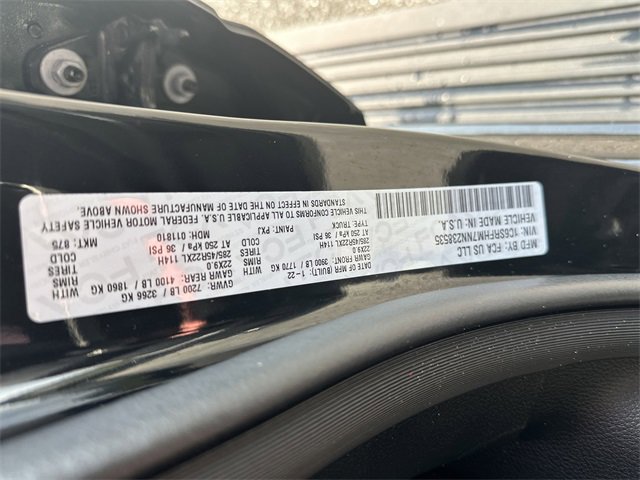 MFG BY: FCA US LLC
VEHICLE MADE IN: U.S.A.
DATE OF MFR (BUILT): 1-22
GAWR FRONT: 3900 LB 1770 KG
22X9.0
285/45R22XL 114H
AT 250 kPa / 36 PSI
TYPE: TRUCK
PAINT: PXJ
GVWR: 7200 LB / 3266 KG
GAWR REAR: 4100 LB / 1860 KG WITH
22X9.0 RIMS
285/45R22XL 114H TIRES
AT 250 kPa / 36 PSI COLD
MDH: 011810
MKT: 875
THIS VEHICLE CONFORMS TO ALL APPLICABLE U.S.A. FEDERAL MOTOR VEHICLE SAFETY
STANDARDS IN EFFECT ON THE DATE OF MANUFACTURE SHOWN ABOVE.